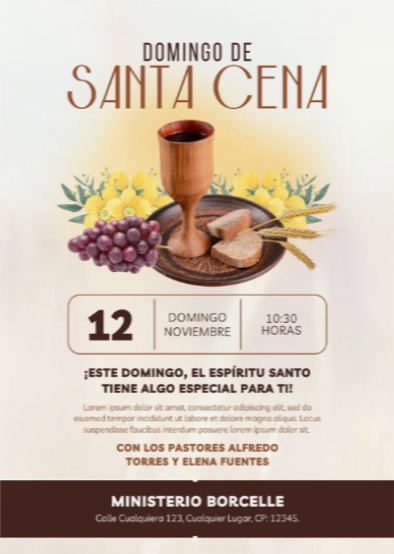 DOMINGO DE
SANTA CENA
12
DOMINGO
NOVIEMBRE
10:30
HORAS
¡ESTE DOMINGO, EL ESPÍRITU SANTO
TIENE ALGO ESPECIAL PARA TI!
Lorem ipsum dolor sit amet, consectetur adipiscing elit, sed do
eiusmod tempor incididunt ut labore et dolore magna aliqua. Lacus
suspendisse faucibus interdum posuere lorem ipsum dolor sit.
CON LOS PASTORES ALFREDO
TORRES Y ELENA FUENTES
MINISTERIO BORCELLE
Calle Cualquiera 123, Cualquier Lugar, CP: 12345.